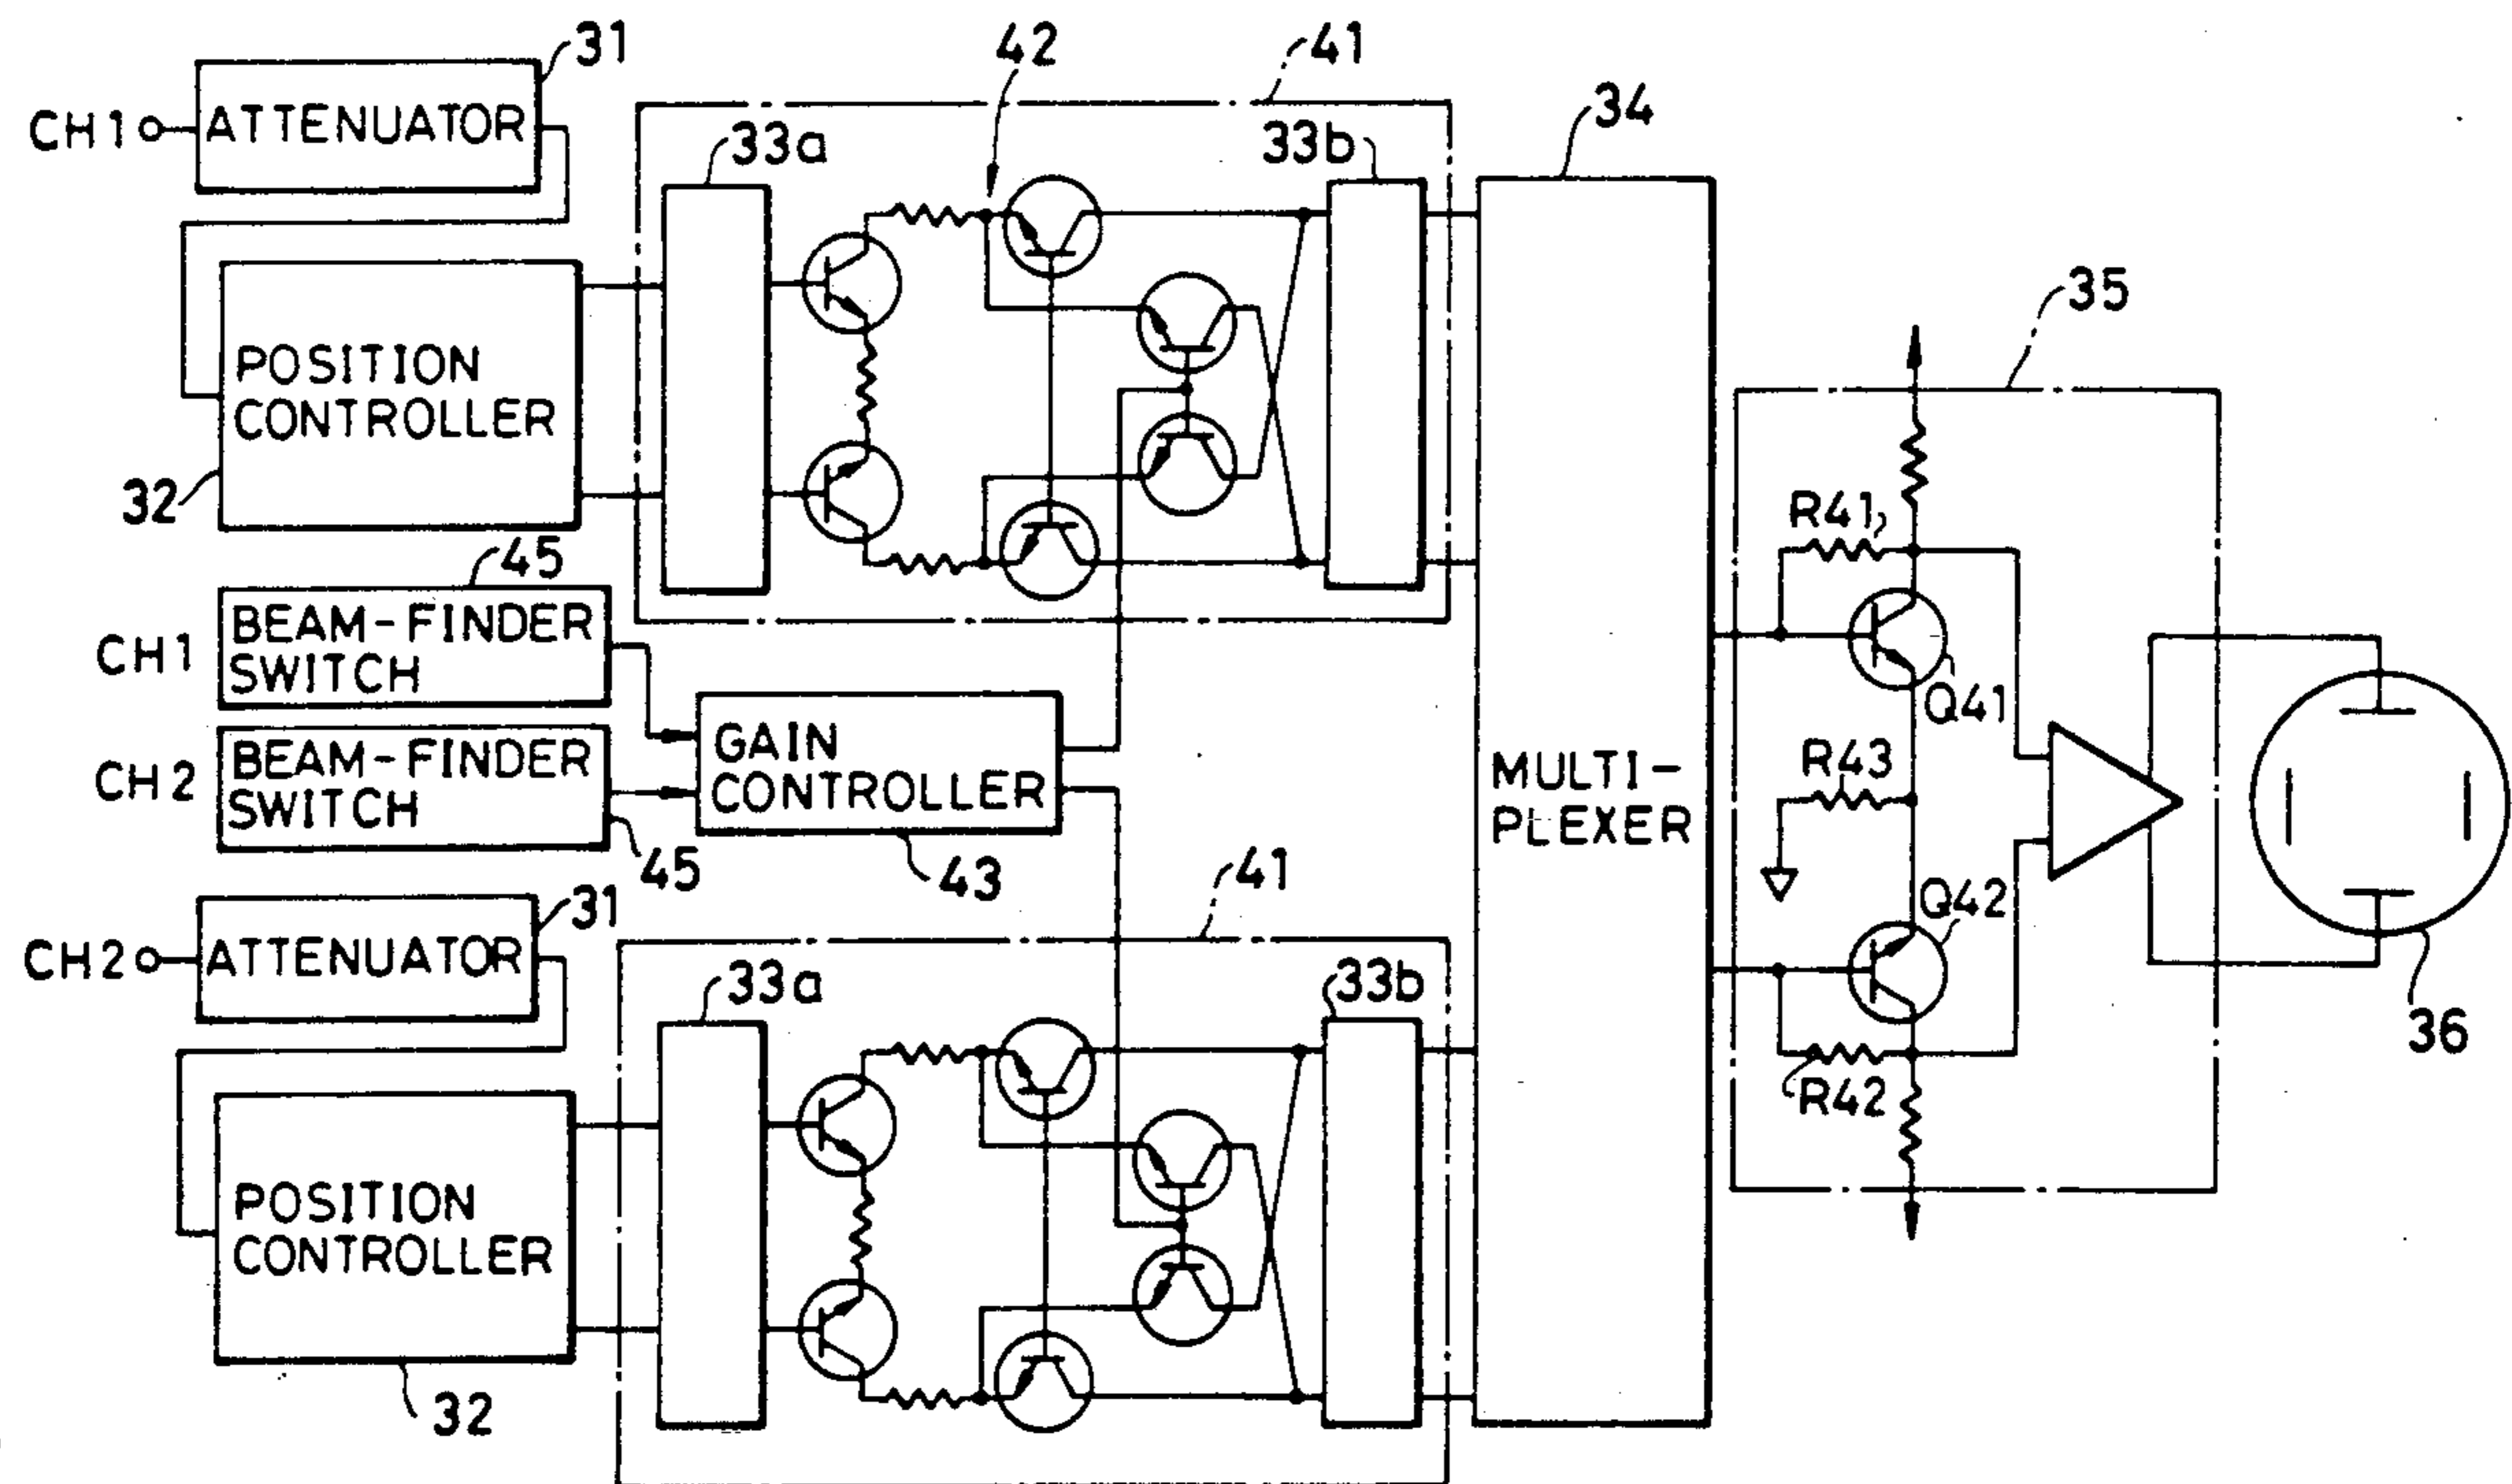 31
42
41
34
CH1
ATTENUATOR
33a
33b
35
POSITION
CONTROLLER
32
R41
45
CH1
BEAM-FINDER
SWITCH
Q41
CH2
BEAM-FINDER
SWITCH
45
GAIN
CONTROLLER
43
MULTI-
PLEXER
R43
Q42
31
41
CH2
ATTENUATOR
33a
33b
36
R42
POSITION
CONTROLLER
32